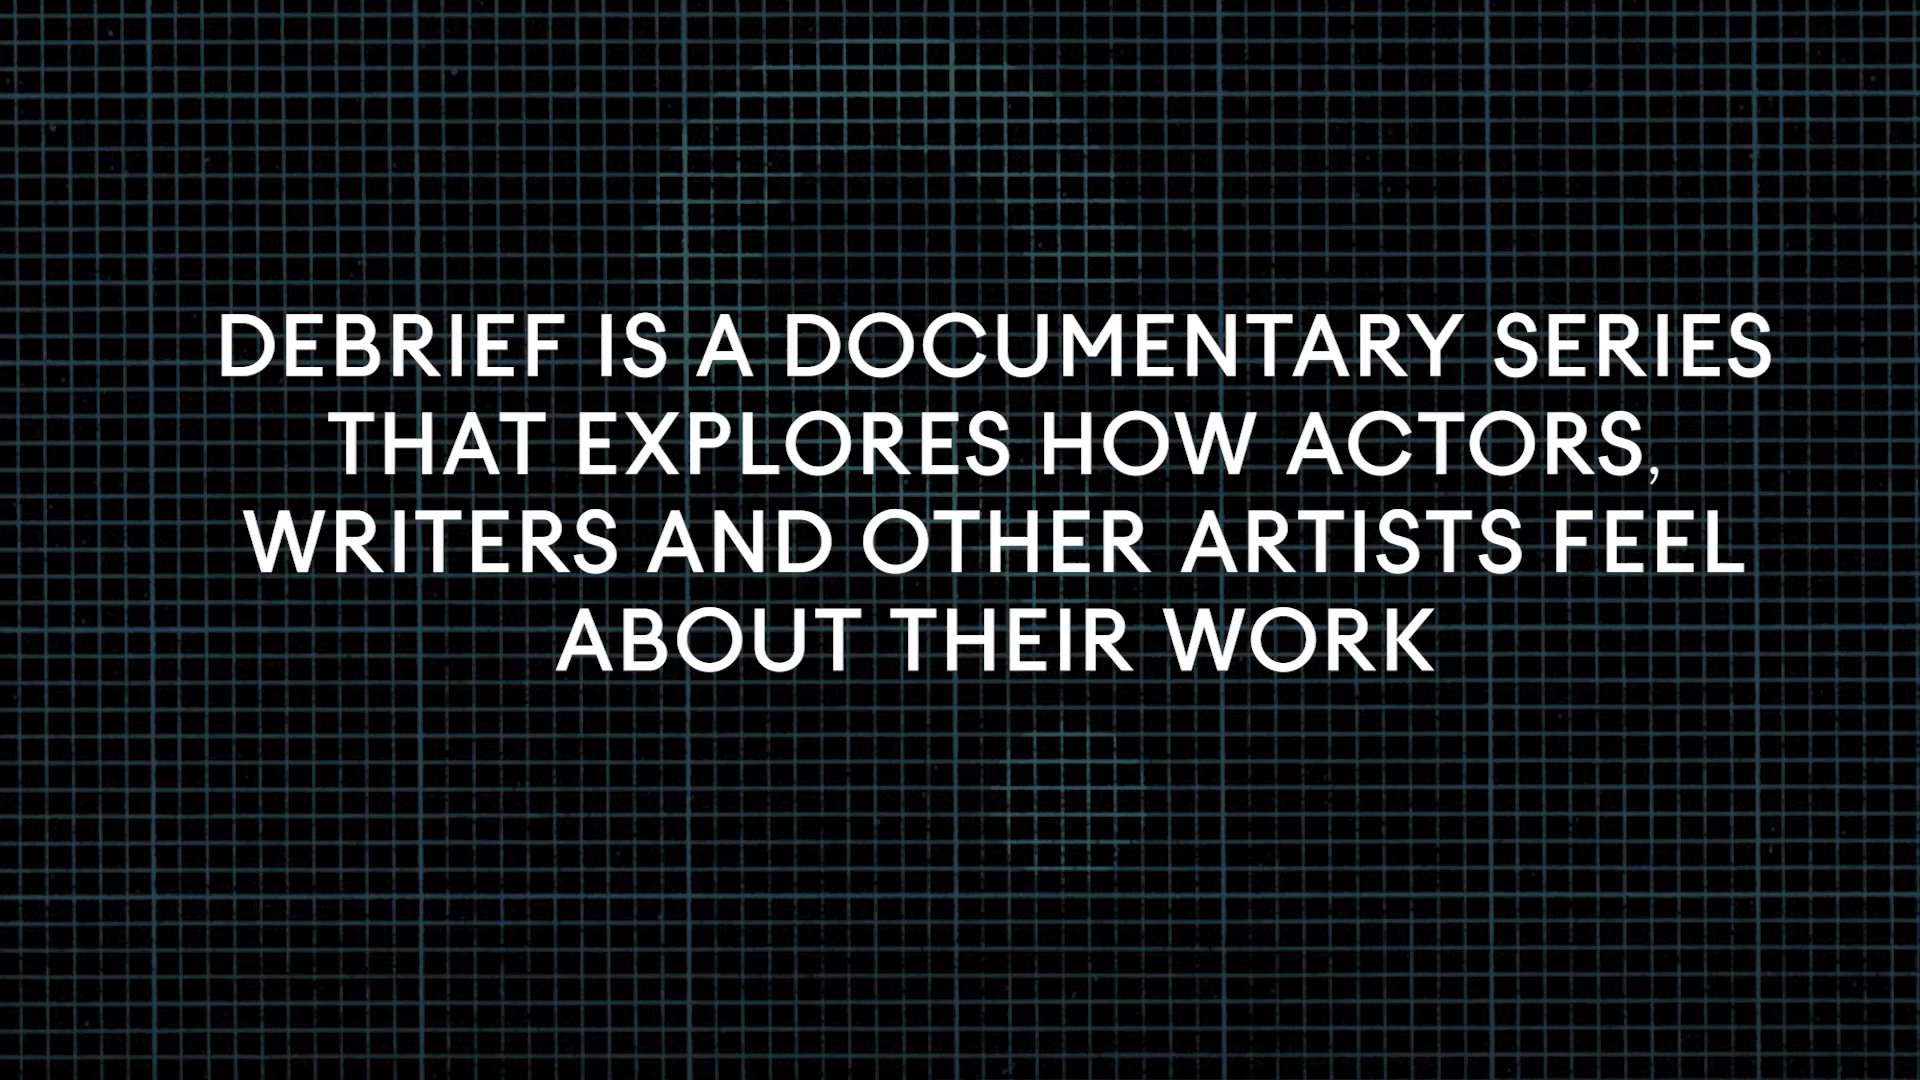 DEBRIEF IS A DOCUMENTARY SERIES
THAT EXPLORES HOW ACTORS,
WRITERS AND OTHER ARTISTS FEEL
ABOUT THEIR WORK